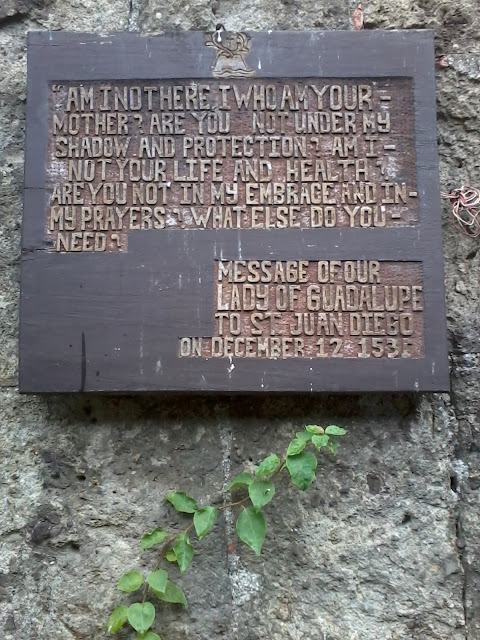 "AM I NOT HERE, I WHO AM YOUR -
MOTHER? ARE YOU NOT UNDER MY
SHADOW AND PROTECTION? AM I -
NOT YOUR LIFE AND HEALTH?
ARE YOU NOT IN MY EMBRACE AND IN-
MY PRAYERS? WHAT ELSE DO YOU -
NEED?
MESSAGE OF OUR
LADY OF GUADALUPE
TO ST. JUAN DIEGO
ON DECEMBER 12, 1531